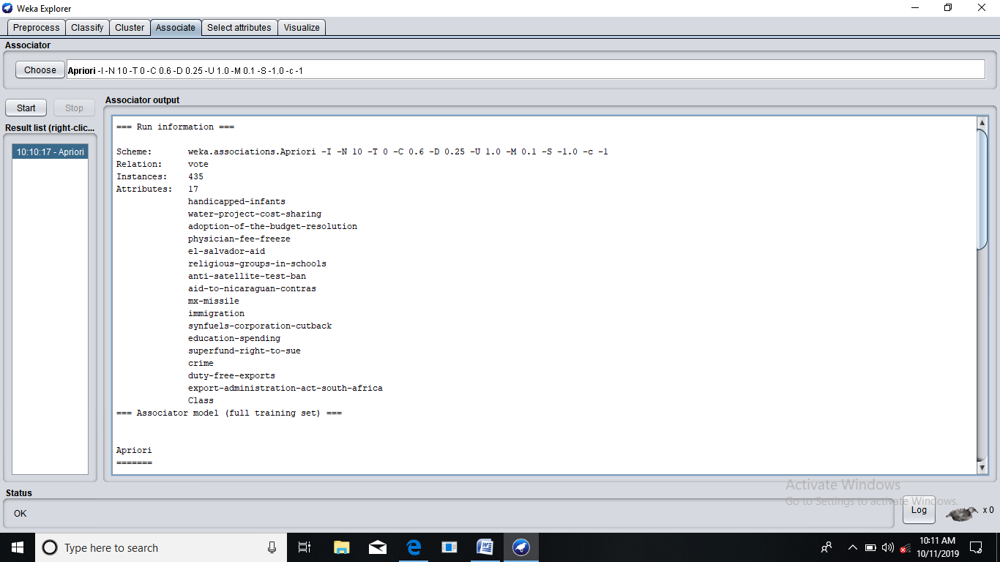 Weka Explorer
Preprocess Classify Cluster Associate Select attributes Visualize
Associator
Choose Apriori -I -N 10 -T 0 -C 0.6 -D 0.25 -U 1.0 -M 0.1 -S -1.0 -c -1
Start Stop
Associator output
Result list (right-clic...
10:10:17 - Apriori
=== Run information ===
Scheme: weka.associations.Apriori -I -N 10 -T 0 -C 0.6 -D 0.25 -U 1.0 -M 0.1 -S -1.0 -c -1
Relation: vote
Instances: 435
Attributes: 17
handicapped-infants
water-project-cost-sharing
adoption-of-the-budget-resolution
physician-fee-freeze
el-salvador-aid
religious-groups-in-schools
anti-satellite-test-ban
aid-to-nicaraguan-contras
mx-missile
immigration
synfuels-corporation-cutback
education-spending
superfund-right-to-sue
crime
duty-free-exports
export-administration-act-south-africa
Class
=== Associator model (full training set) ===
Apriori
=======
Status
OK
Activate Windows
Go to Settings to activate Windows.
Log
x 0
Type here to search
10:11 AM
10/11/2019